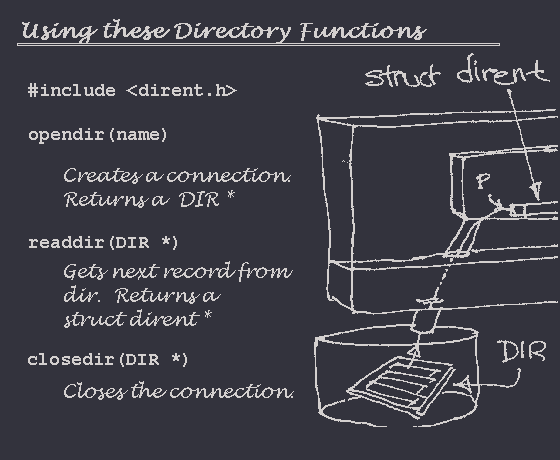 Using these Directory Functions
#include <dirent.h>
opendir(name)
Creates a connection.
Returns a DIR *
readdir(DIR *)
Gets next record from
dir. Returns a
struct dirent *
closedir(DIR *)
Closes the connection.
struct dirent
P
DIR